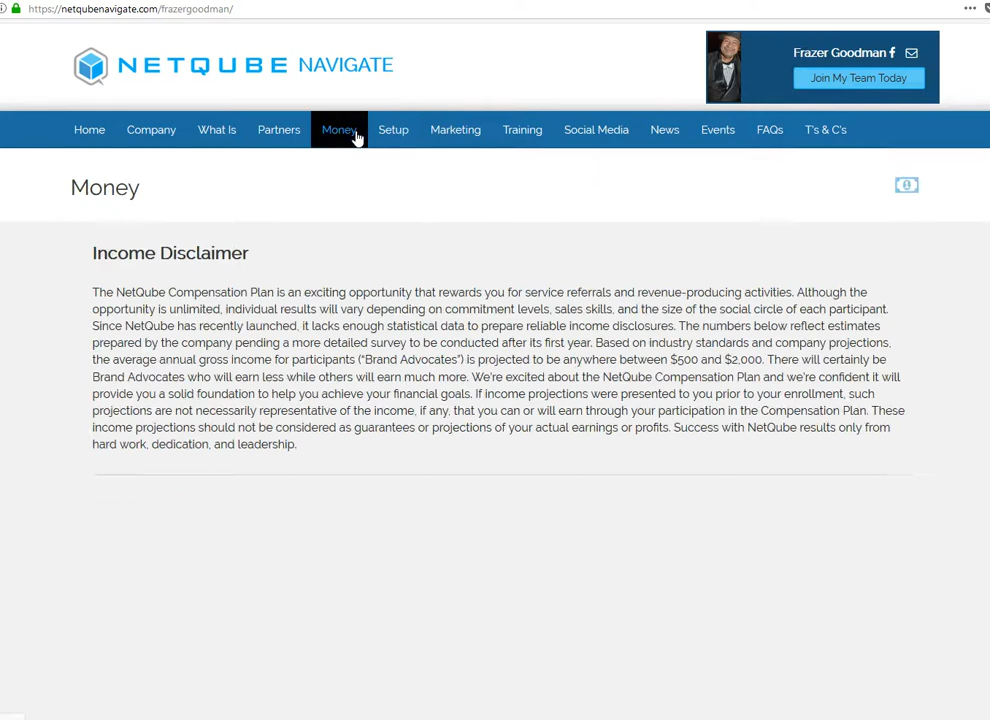 https://netqubenavigate.com/frazergoodman/
NETQUBE NAVIGATE
Frazer Goodman
Join My Team Today
Home Company What Is Partners Money Setup Marketing Training Social Media News Events FAQs T's & C's
Money
Income Disclaimer
The NetQube Compensation Plan is an exciting opportunity that rewards you for service referrals and revenue-producing activities. Although the
opportunity is unlimited, individual results will vary depending on commitment levels, sales skills, and the size of the social circle of each participant.
Since NetQube has recently launched, it lacks enough statistical data to prepare reliable income disclosures. The numbers below reflect estimates
prepared by the company pending a more detailed survey to be conducted after its first year. Based on industry standards and company projections,
the average annual gross income for participants (“Brand Advocates”) is projected to be anywhere between $500 and $2,000. There will certainly be
Brand Advocates who will earn less while others will earn much more. We’re excited about the NetQube Compensation Plan and we’re confident it will
provide you a solid foundation to help you achieve your financial goals. If income projections were presented to you prior to your enrollment, such
projections are not necessarily representative of the income, if any, that you can or will earn through your participation in the Compensation Plan. These
income projections should not be considered as guarantees or projections of your actual earnings or profits. Success with NetQube results only from
hard work, dedication, and leadership.